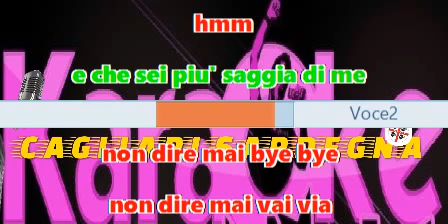 hmm
e che sei piu' saggia di me
Karaoke
Voce2
CAGLIARI SARDEGNA
non dire mai bye bye
non dire mai vai via